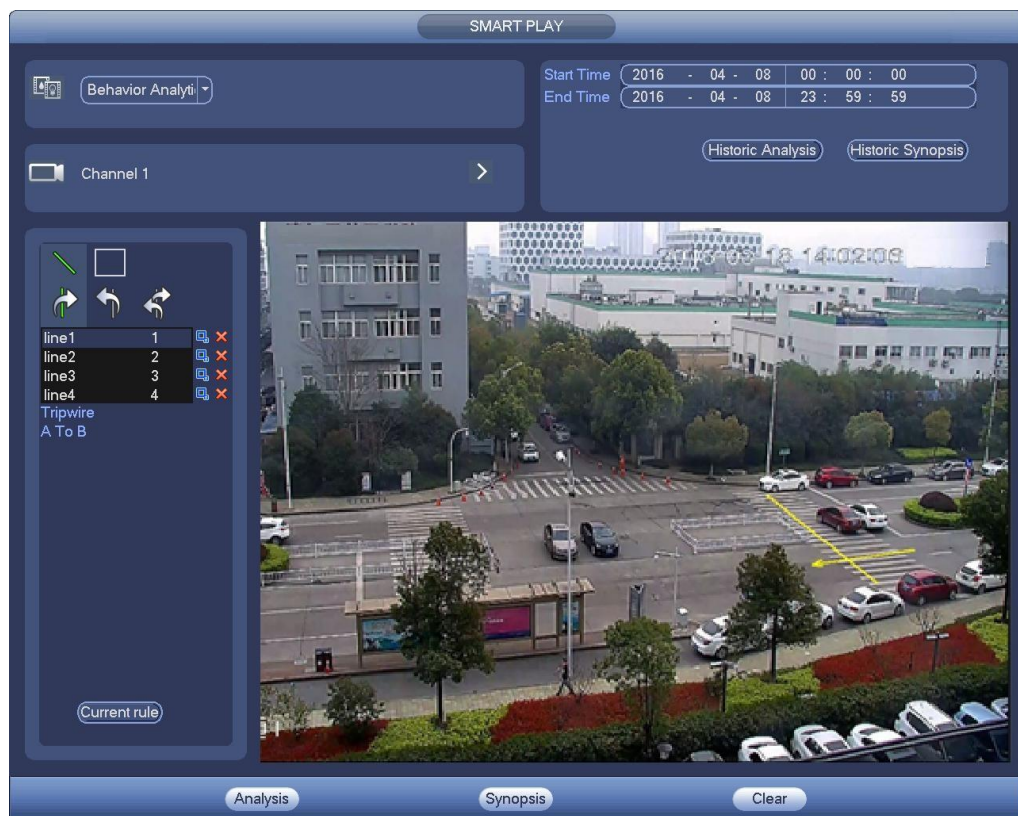 SMART PLAY
Behavior Analyti
Start Time 2016 - 04 - 08 00 : 00 : 00
End Time 2016 - 04 - 08 23 : 59 : 59
Historic Analysis Historic Synopsis
Channel 1
line1 1
line2 2
line3 3
line4 4
Tripwire
A To B
Current rule
Analysis Synopsis Clear